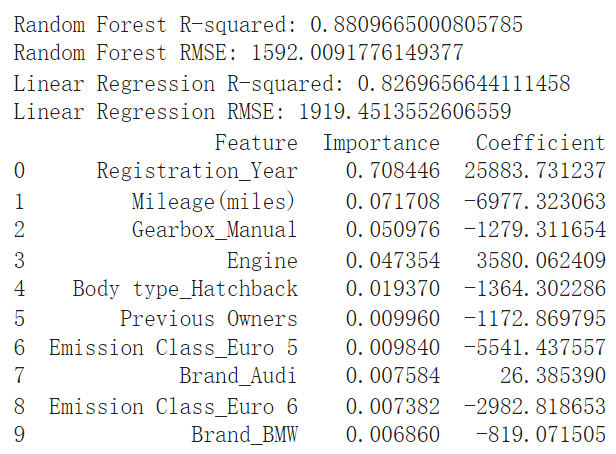 Random Forest R-squared: 0.8809665000805785
Random Forest RMSE: 1592.0091776149377
Linear Regression R-squared: 0.8269656644111458
Linear Regression RMSE: 1919.4513552606559
Feature Importance Coefficient
0 Registration_Year 0.708446 25883.731237
1 Mileage(miles) 0.071708 -6977.323063
2 Gearbox_Manual 0.050976 -1279.311654
3 Engine 0.047354 3580.062409
4 Body type_Hatchback 0.019370 -1364.302286
5 Previous Owners 0.009960 -1172.869795
6 Emission Class_Euro 5 0.009840 -5541.437557
7 Brand_Audi 0.007584 26.385390
8 Emission Class_Euro 6 0.007382 -2982.818653
9 Brand_BMW 0.006860 -819.071505